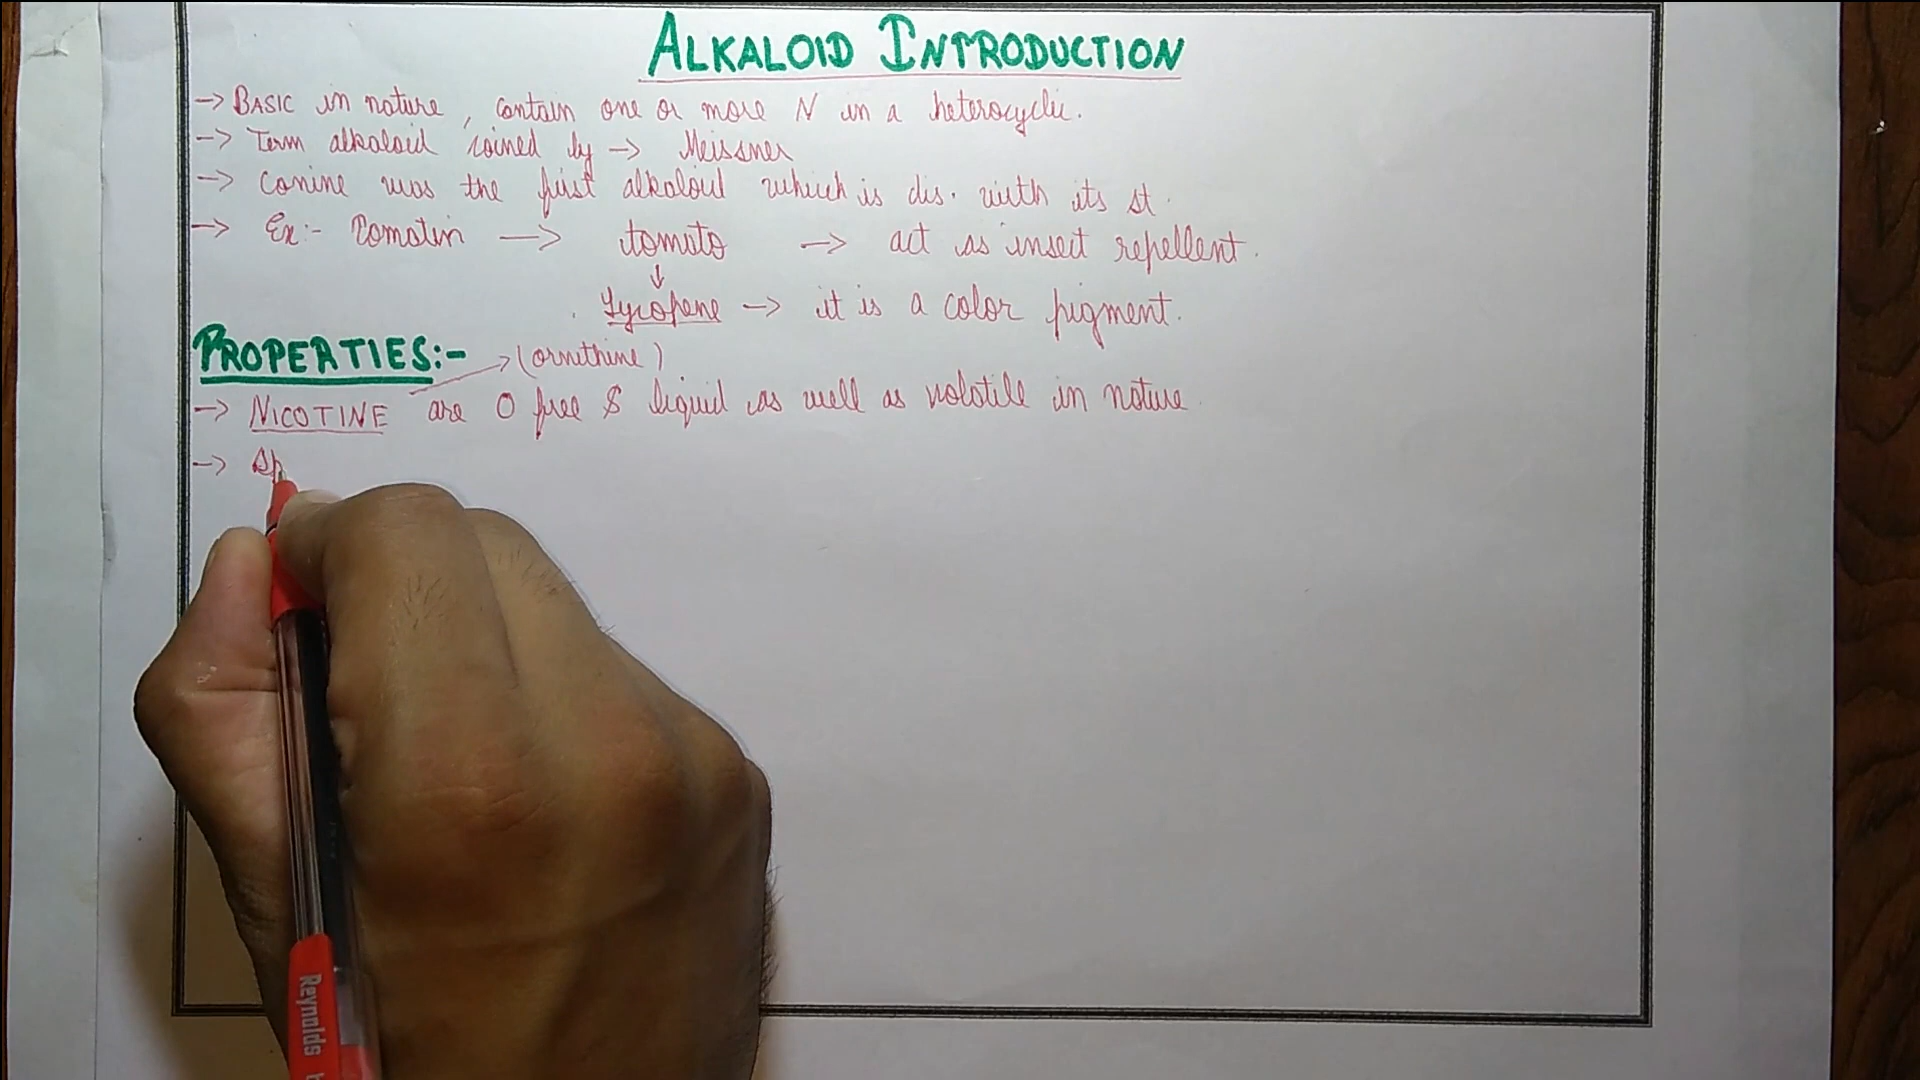 ALKALOID INTRODUCTION
→ BASIC in nature, contain one or more N in a heterocyclic.
→ Term alkaloid coined by → Meissner
→ Conine was the first alkaloid which is dis. with its st.
→ Ex:- Tomatin → tomato → act as insect repellent.
↓
Lycopene → it is a color pigment.
PROPERTIES:- → (ornithine)
→ NICOTINE are O free & liquid as well as volatile in nature
→
Reynolds